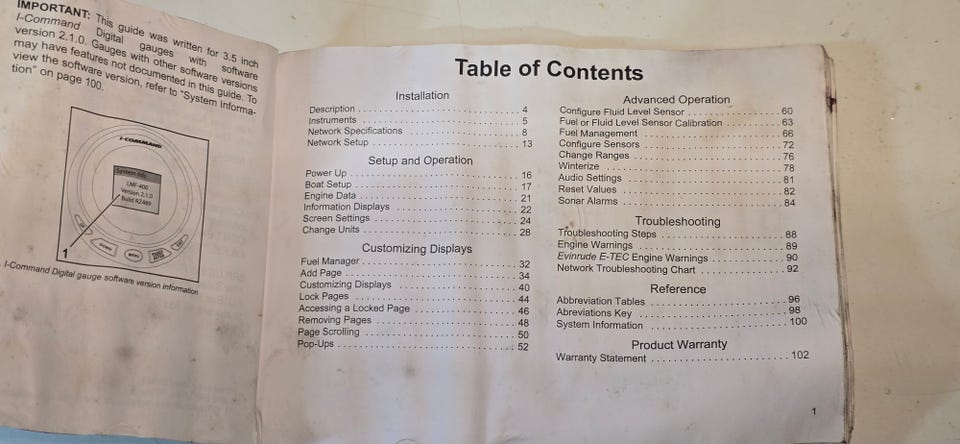 IMPORTANT: This guide was written for 3.5 inch
I-Command Digital gauges with software
version 2.1.0. Gauges with other software versions
may have features not documented in this guide. To
view the software version, refer to "System Informa-
tion" on page 100.
I-COMMAND
System Info
LMF-400
Version 2.1.0
Build 92489
MENU
1
I-Command Digital gauge software version information
Table of Contents
Installation
Description 4
Instruments 5
Network Specifications 8
Network Setup 13
Setup and Operation
Power Up 16
Boat Setup 17
Engine Data 21
Information Displays 22
Screen Settings 24
Change Units 28
Customizing Displays
Fuel Manager 32
Add Page 34
Customizing Displays 40
Lock Pages 44
Accessing a Locked Page 46
Removing Pages 48
Page Scrolling 50
Pop-Ups 52
Advanced Operation
Configure Fluid Level Sensor 60
Fuel or Fluid Level Sensor Calibration 63
Fuel Management 66
Configure Sensors 72
Change Ranges 76
Winterize 78
Audio Settings 81
Reset Values 82
Sonar Alarms 84
Troubleshooting
Troubleshooting Steps 88
Engine Warnings 89
Evinrude E-TEC Engine Warnings 90
Network Troubleshooting Chart 92
Reference
Abbreviation Tables 96
Abreviations Key 98
System Information 100
Product Warranty
Warranty Statement 102
1